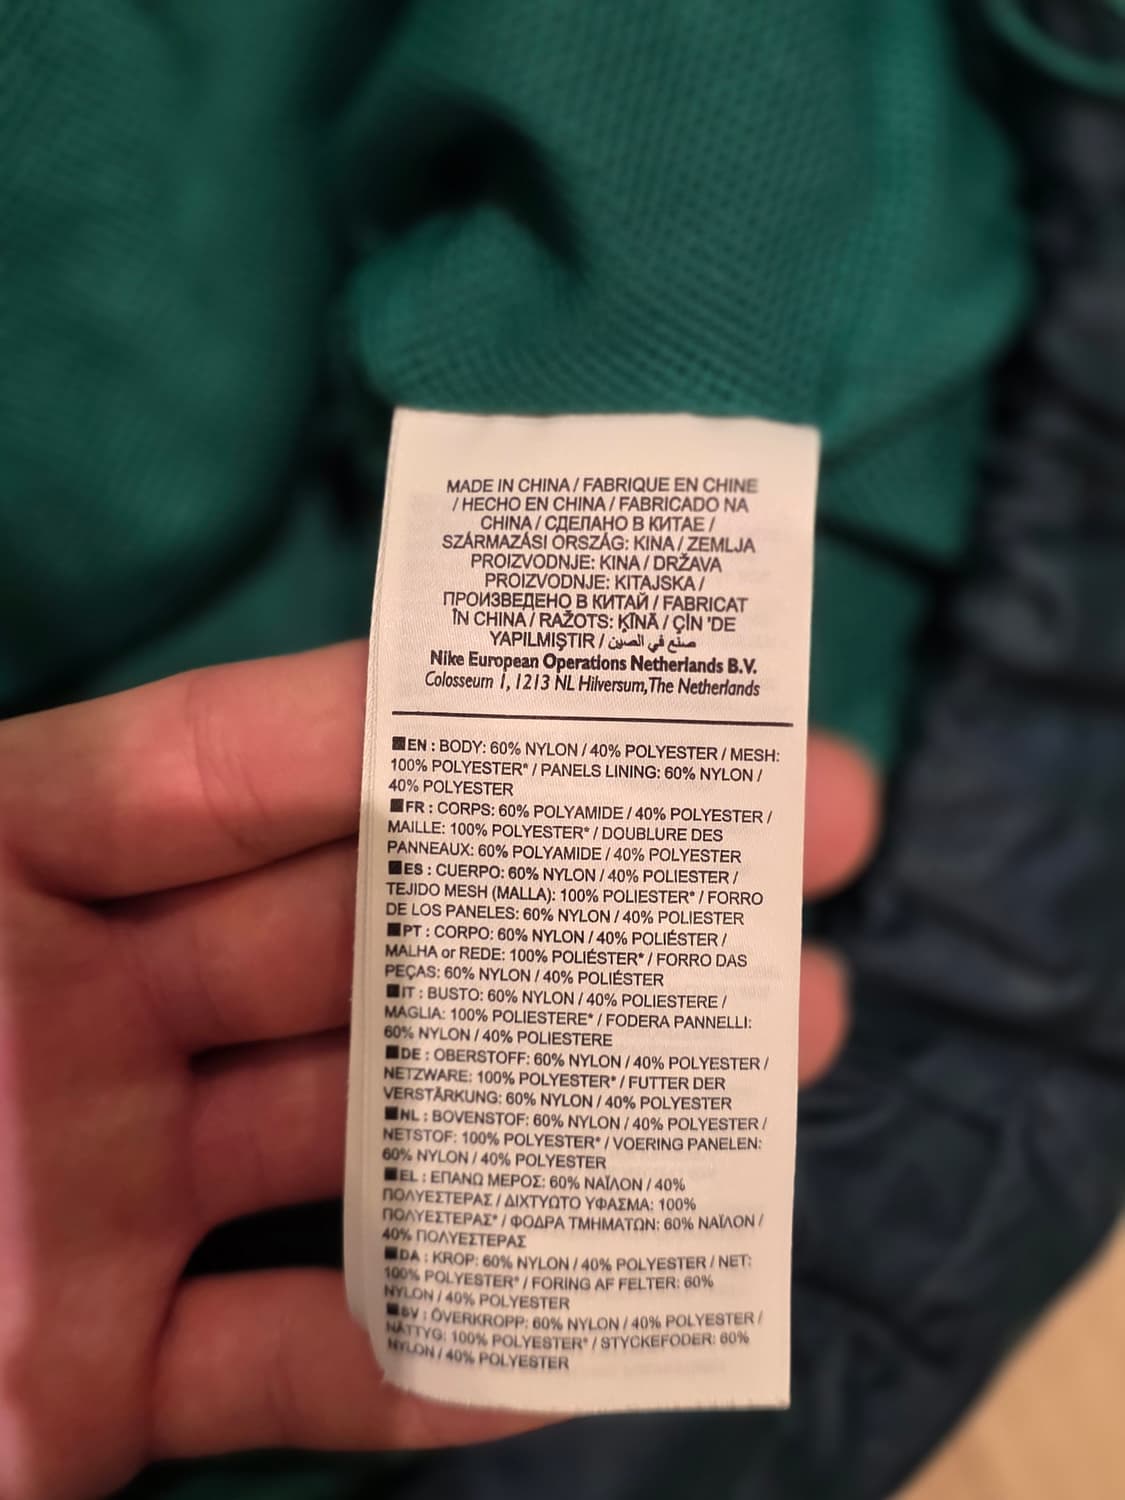 MADE IN CHINA / FABRIQUE EN CHINE
/ HECHO EN CHINA / FABRICADO NA
CHINA / СДЕЛАНО В КИТАЕ /
SZÁRMAZÁSI ORSZÁG: KINA / ZEMLJA
PROIZVODNJE: KINA / DRŽAVA
PROIZVODNJE: KITAJSKA /
ПРОИЗВЕДЕНО В КИТАЙ / FABRICAT
ÎN CHINA / RAŽOTS: ĶĪNĀ / ÇİN 'DE
YAPILMIŞTIR / صنع في الصين
Nike European Operations Netherlands B.V.
Colosseum 1, 1213 NL Hilversum, The Netherlands
EN : BODY: 60% NYLON / 40% POLYESTER / MESH:
100% POLYESTER* / PANELS LINING: 60% NYLON /
40% POLYESTER
FR : CORPS: 60% POLYAMIDE / 40% POLYESTER /
MAILLE: 100% POLYESTER* / DOUBLURE DES
PANNEAUX: 60% POLYAMIDE / 40% POLYESTER
ES : CUERPO: 60% NYLON / 40% POLIESTER /
TEJIDO MESH (MALLA): 100% POLIESTER* / FORRO
DE LOS PANELES: 60% NYLON / 40% POLIESTER
PT : CORPO: 60% NYLON / 40% POLIÉSTER /
MALHA or REDE: 100% POLIÉSTER* / FORRO DAS
PEÇAS: 60% NYLON / 40% POLIÉSTER
IT : BUSTO: 60% NYLON / 40% POLIESTERE /
MAGLIA: 100% POLIESTERE* / FODERA PANNELLI:
60% NYLON / 40% POLIESTERE
DE : OBERSTOFF: 60% NYLON / 40% POLYESTER /
NETZWARE: 100% POLYESTER* / FUTTER DER
VERSTÄRKUNG: 60% NYLON / 40% POLYESTER
NL : BOVENSTOF: 60% NYLON / 40% POLYESTER /
NETSTOF: 100% POLYESTER* / VOERING PANELEN:
60% NYLON / 40% POLYESTER
EL : ΕΠΑΝΩ ΜΕΡΟΣ: 60% ΝΑΪΛΟΝ / 40%
ΠΟΛΥΕΣΤΕΡΑΣ / ΔΙΧΤΥΩΤΟ ΥΦΑΣΜΑ: 100%
ΠΟΛΥΕΣΤΕΡΑΣ* / ΦΟΔΡΑ ΤΜΗΜΑΤΩΝ: 60% ΝΑΪΛΟΝ /
40% ΠΟΛΥΕΣΤΕΡΑΣ
DA : KROP: 60% NYLON / 40% POLYESTER / NET:
100% POLYESTER* / FORING AF FELTER: 60%
NYLON / 40% POLYESTER
SV : ÖVERKROPP: 60% NYLON / 40% POLYESTER /
NÄTTYG: 100% POLYESTER* / STYCKEFODER: 60%
NYLON / 40% POLYESTER